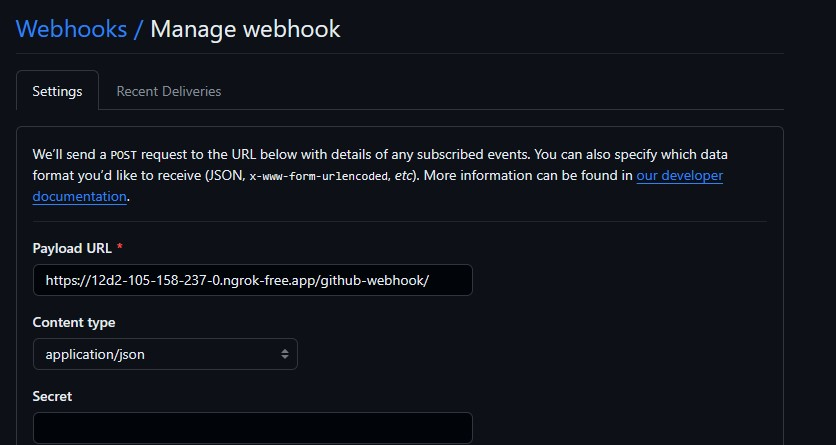 Webhooks / Manage webhook
Settings
Recent Deliveries
We’ll send a POST request to the URL below with details of any subscribed events. You can also specify which data
format you’d like to receive (JSON, x-www-form-urlencoded, etc). More information can be found in our developer
documentation.
Payload URL *
https://12d2-105-158-237-0.ngrok-free.app/github-webhook/
Content type
application/json
Secret